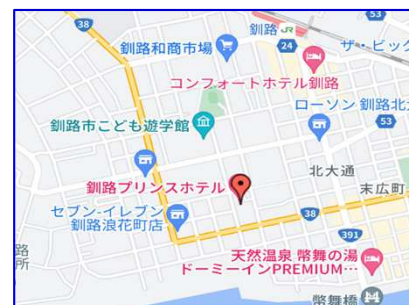 53
38
釧路
JR
24
ザ・ビッグ
釧路和商市場
コンフォートホテル釧路
釧路市こども遊学館
ローソン 釧路北大
53
北大通
釧路プリンスホテル
末広町
セブン-イレブン
釧路浪花町店
38
路
所
391
天然温泉 幣舞の湯
ドーミーインPREMIUM…
幣舞橋